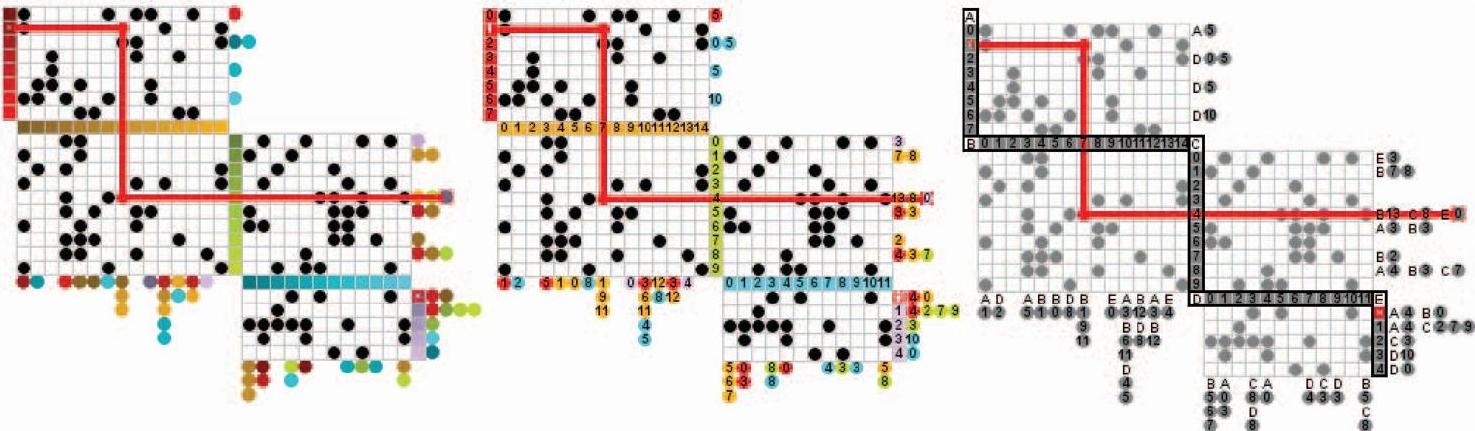 0 5
2 0 5
3
4 5
5
6 10
7
0 1 2 3 4 5 6 7 8 9 10 11 12 13 14
0 3
1 7 8
2
3
4 13 8 0
5 3 3
6
7 2
8 4 3 7
9
1 2 5 1 0 8 1 0 3 12 3 4
9 6 8 12
11 11
4
5
0 1 2 3 4 5 6 7 8 9 10 11
4 0
1 4 2 7 9
2 3
3 10
4 0
5 0 8 0 4 3 3 5
6 3 8 8
7
A
0 A 5
2 D 0 5
3
4 D 5
5
6 D 10
7
B 0 1 2 3 4 5 6 7 8 9 10 11 12 13 14 C
0 E 3
1 B 7 8
2
3
4 B 13 C 8 E 0
5 A 3 B 3
6
7 B 2
8 A 4 B 3 C 7
9
D 0 1 2 3 4 5 6 7 8 9 10 11 E
A D A B B D B E A B A E
1 2 5 1 0 8 1 0 3 12 3 4
9 B D B
11 6 8 12
11
D
4
5
A 4 B 0
1 A 4 C 2 7 9
2 C 3
3 D 10
4 D 0
B A C A D C D B
5 0 8 0 4 3 3 5
6 3 D C
7 8 8